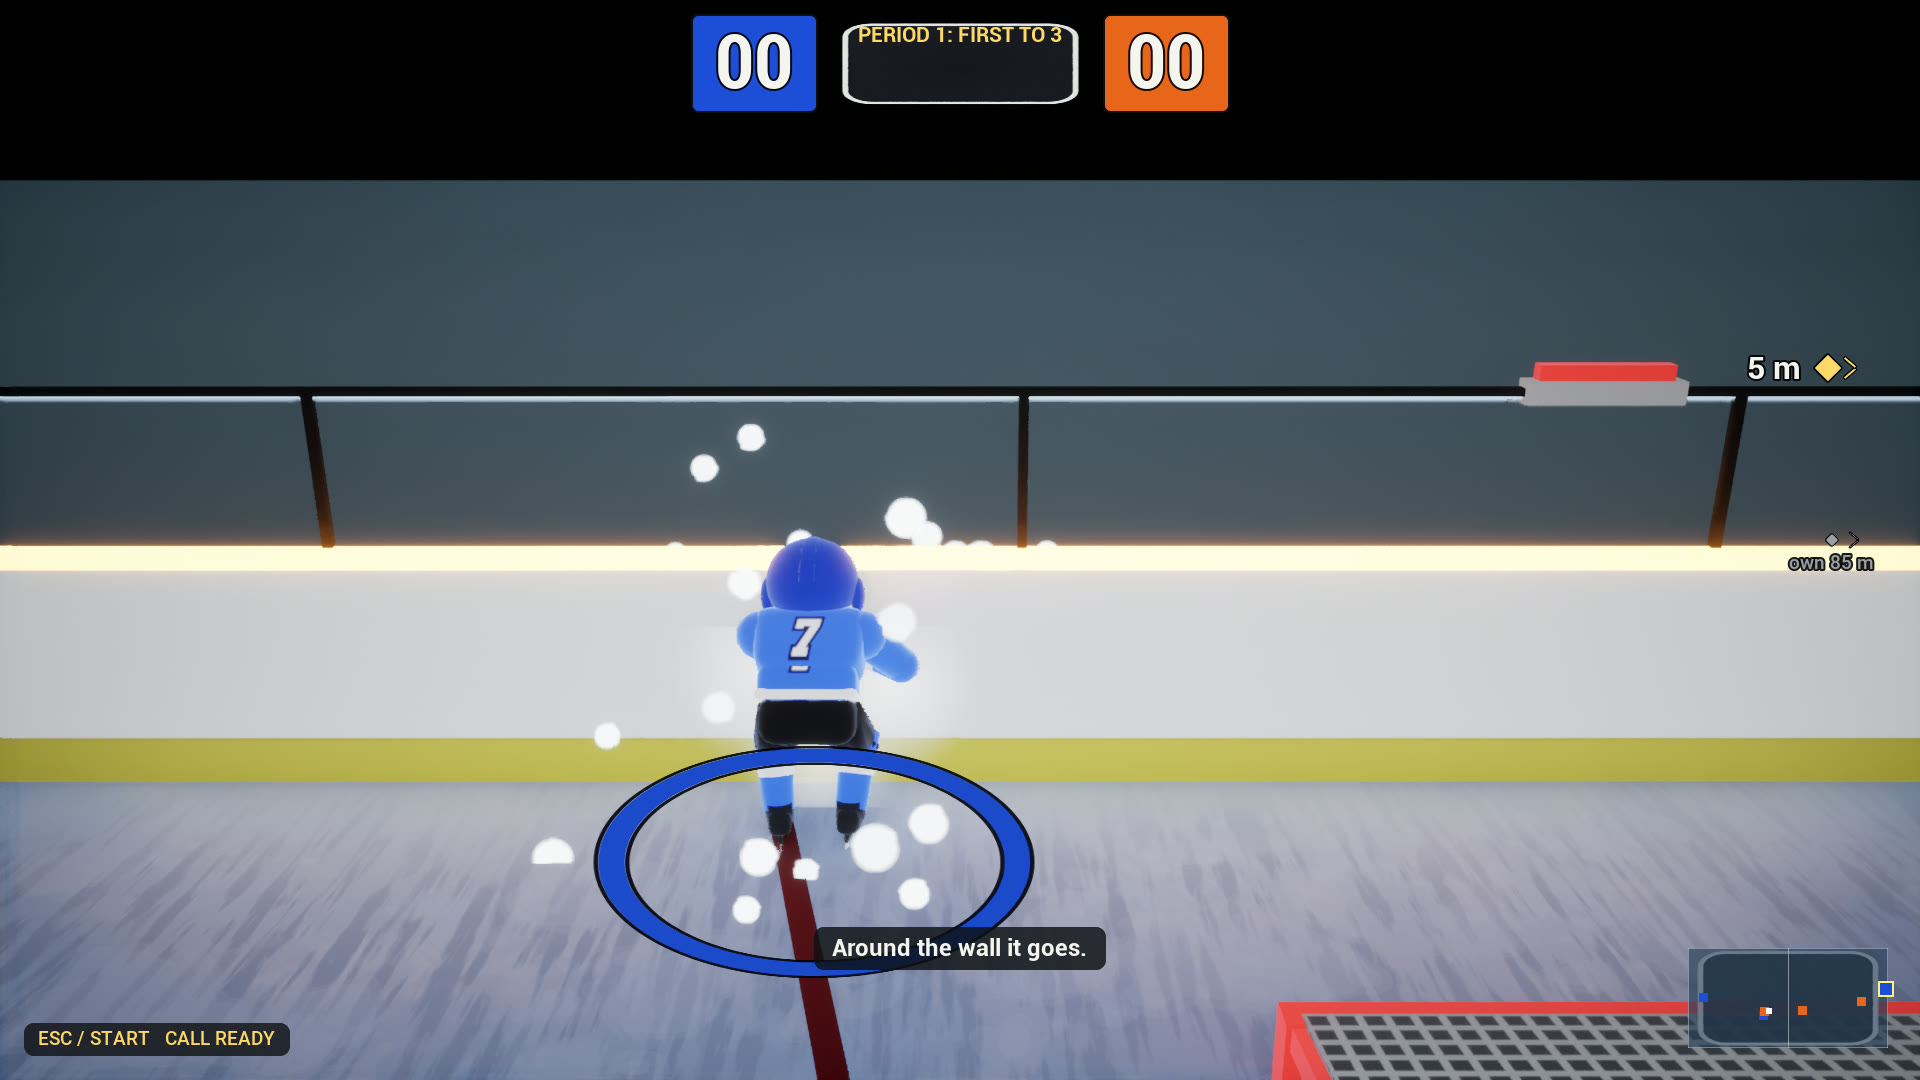 00
PERIOD 1: FIRST TO 3
00
5 m
own 85 m
7
Around the wall it goes.
ESC / START CALL READY